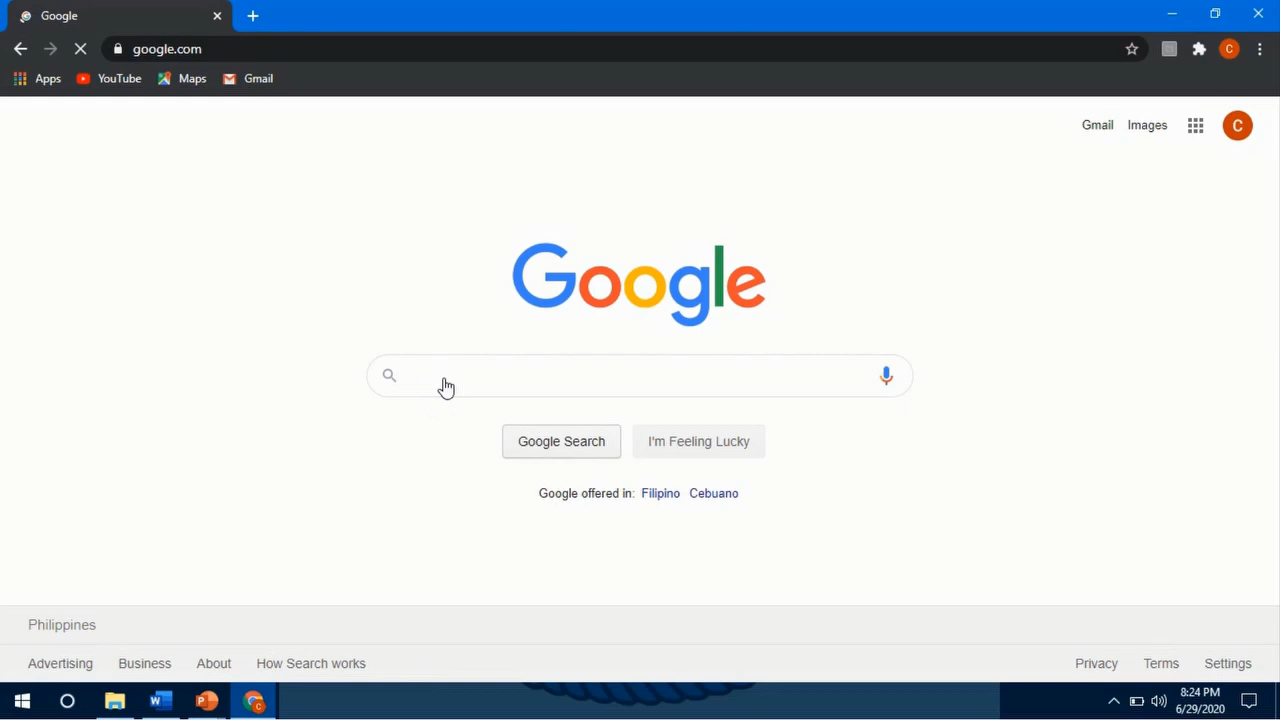 Google
google.com
Apps YouTube Maps Gmail
Gmail Images C
Google
Google Search I'm Feeling Lucky
Google offered in: Filipino Cebuano
Philippines
Advertising Business About How Search works Privacy Terms Settings
8:24 PM
6/29/2020